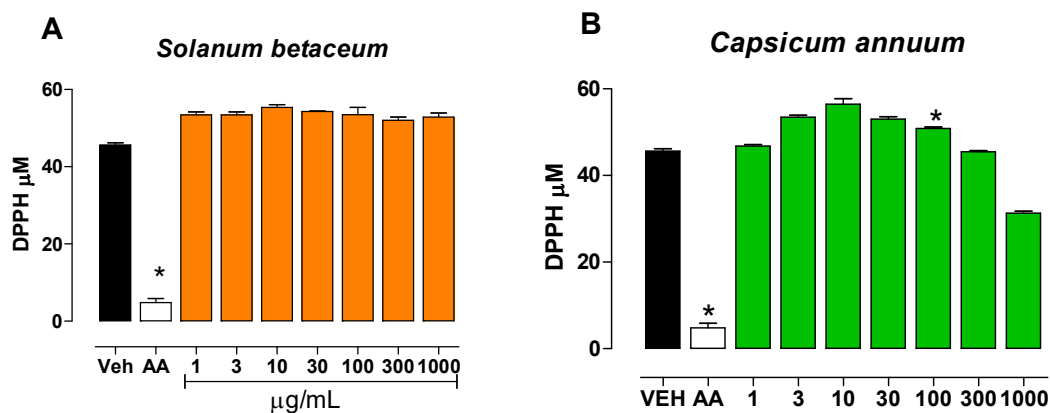 A
Solanum betaceum
DPPH μM
60
40
20
0
*
Veh AA 1 3 10 30 100 300 1000
μg/mL
B
Capsicum annuum
DPPH μM
60
40
20
0
*
*
VEH AA 1 3 10 30 100 300 1000